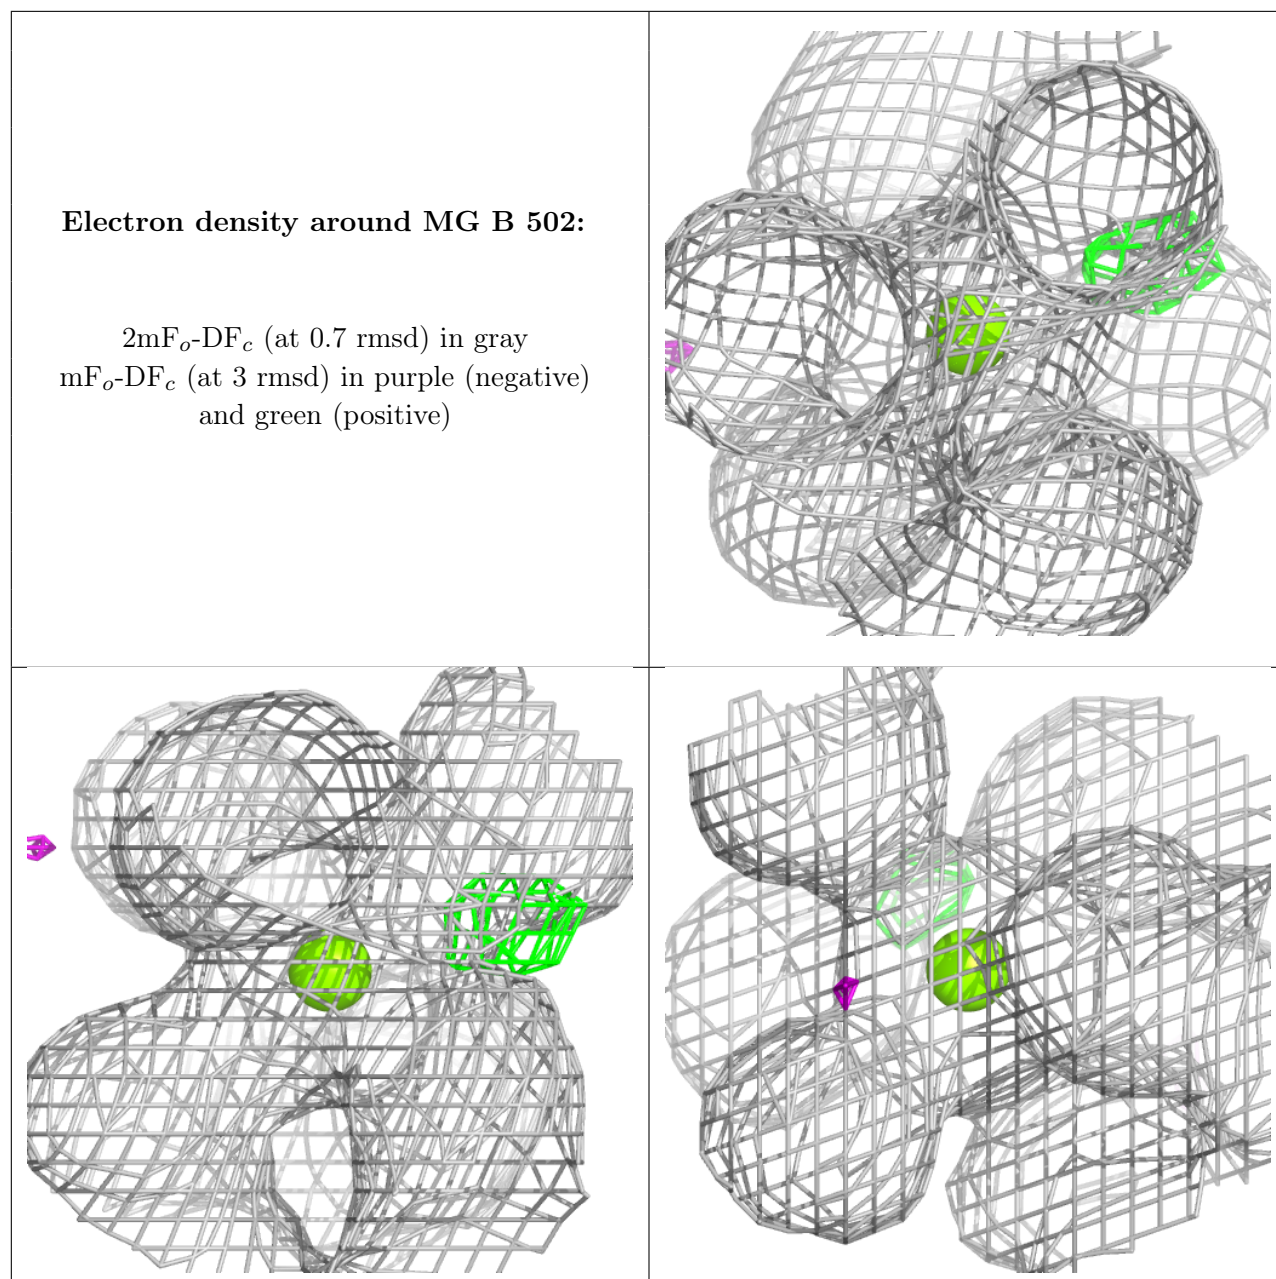 Electron density around MG B 502:
2mFo-DFc (at 0.7 rmsd) in gray
mFo-DFc (at 3 rmsd) in purple (negative)
and green (positive)